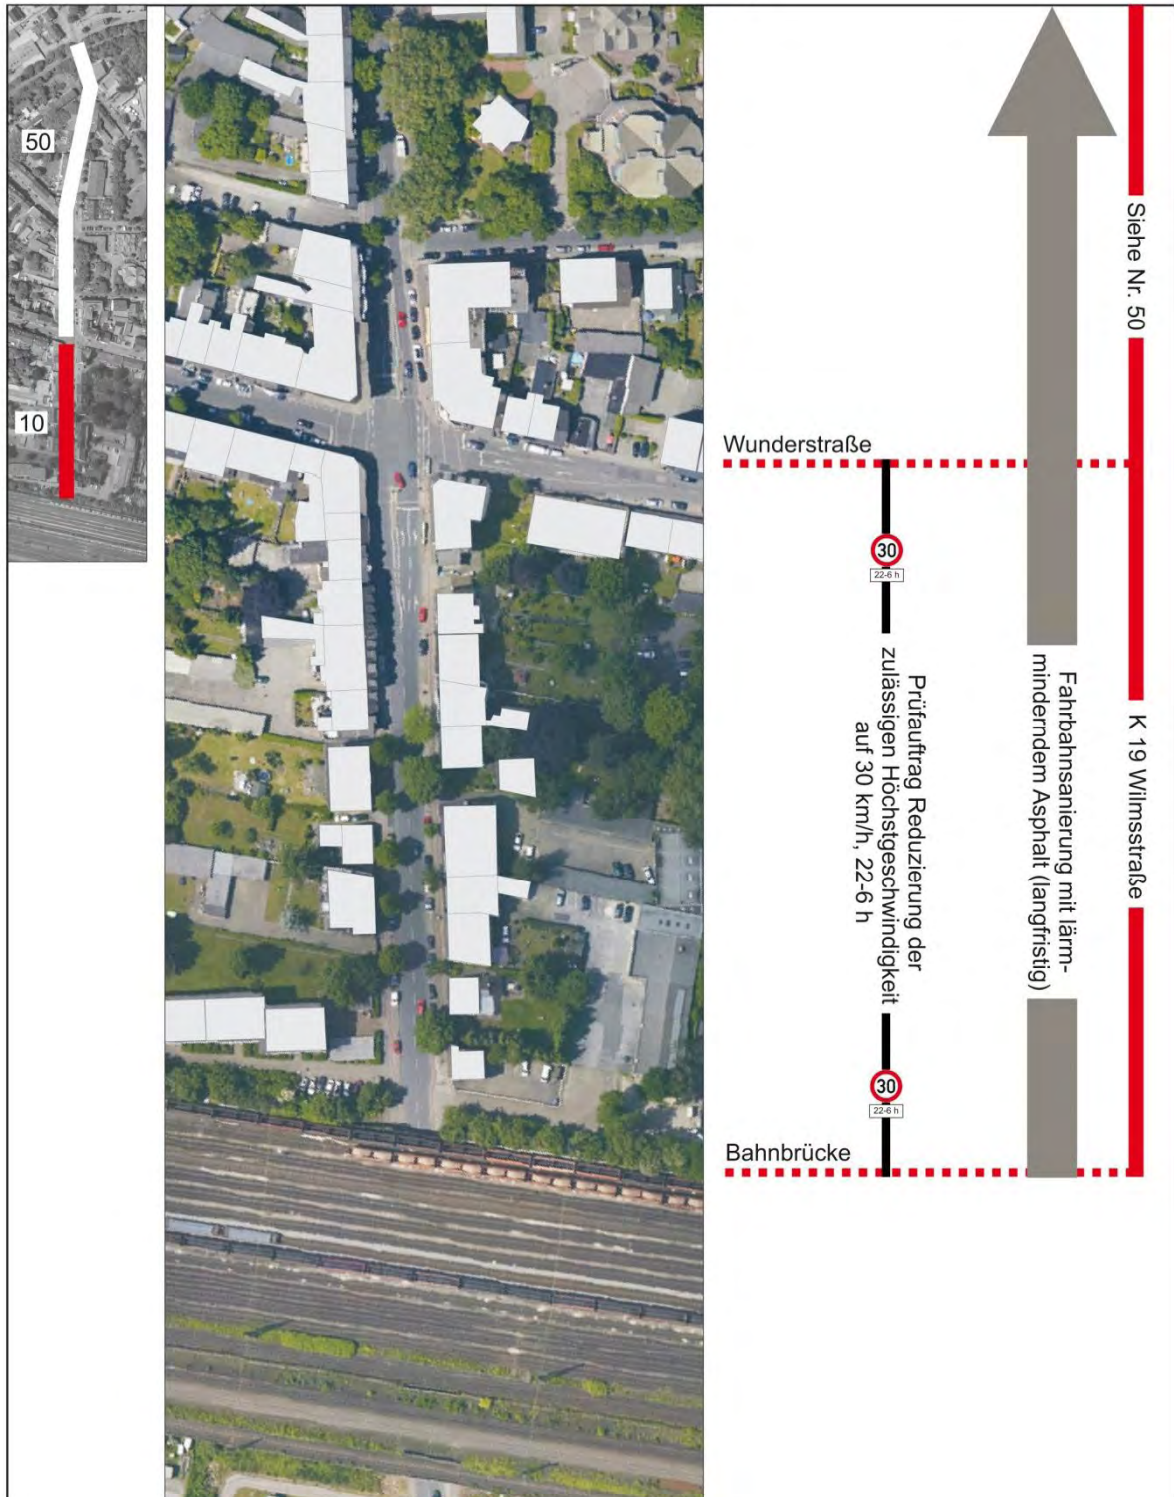 50
10
Wunderstraße
30
22-6 h
Prüfauftrag Reduzierung der
zulässigen Höchstgeschwindigkeit
auf 30 km/h, 22-6 h
30
22-6 h
Bahnbrücke
Fahrbahnsanierung mit lärm-
minderndem Asphalt (langfristig)
Siehe Nr. 50
K 19 Wilmsstraße